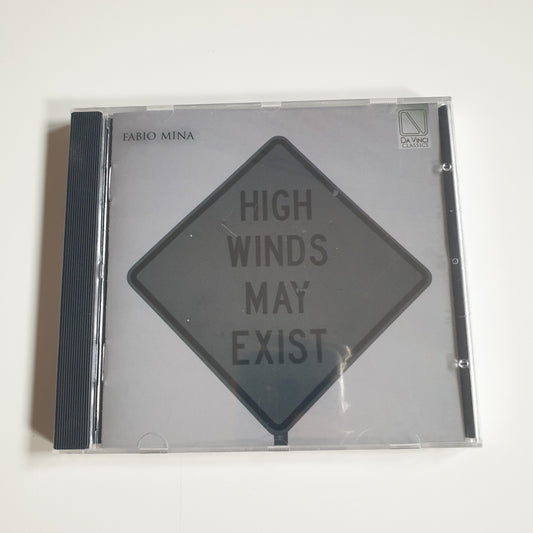 FABIO MINA
DA VINCI
CLASSICS
HIGH
WINDS
MAY
EXIST